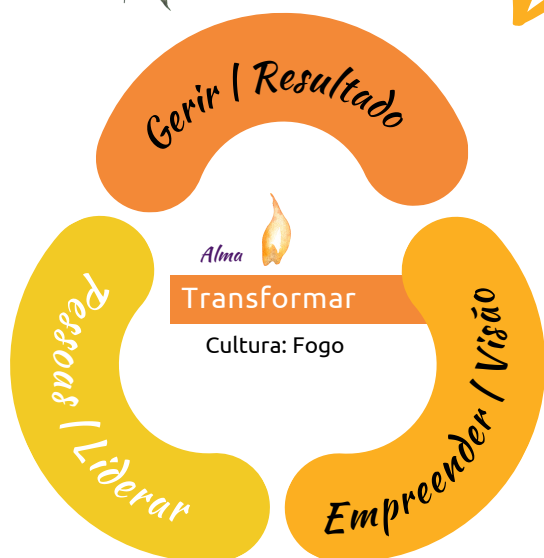 Gerir | Resultado
Alma
Transformar
Cultura: Fogo
Pessoas | Liderar
Empreender / Visão